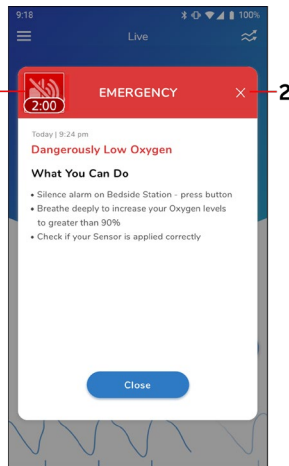 9:18
100%
Live
2:00
EMERGENCY
2
Today | 9:24 pm
Dangerously Low Oxygen
What You Can Do
• Silence alarm on Bedside Station - press button
• Breathe deeply to increase your Oxygen levels
to greater than 90%
• Check if your Sensor is applied correctly
Close